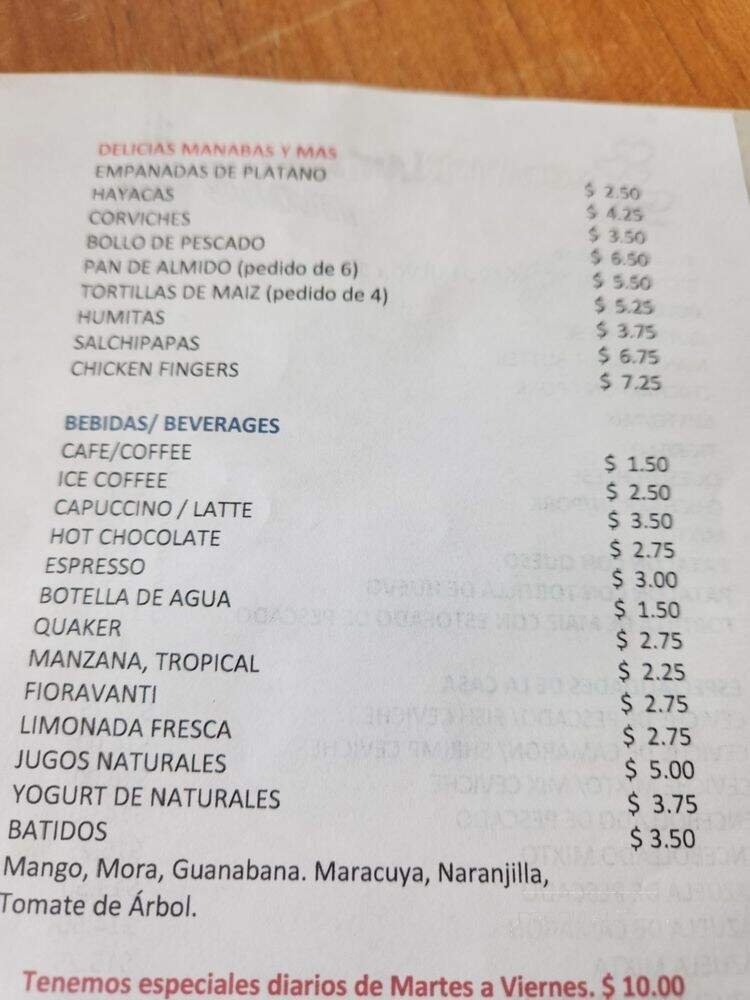 DELICIAS MANABAS Y MAS
EMPANADAS DE PLATANO $ 2.50
HAYACAS $ 4.25
CORVICHES $ 3.50
BOLLO DE PESCADO $ 6.50
PAN DE ALMIDO (pedido de 6) $ 5.50
TORTILLAS DE MAIZ (pedido de 4) $ 5.25
HUMITAS $ 3.75
SALCHIPAPAS $ 6.75
CHICKEN FINGERS $ 7.25
BEBIDAS/ BEVERAGES
CAFE/COFFEE $ 1.50
ICE COFFEE $ 2.50
CAPUCCINO / LATTE $ 3.50
HOT CHOCOLATE $ 2.75
ESPRESSO $ 3.00
BOTELLA DE AGUA $ 1.50
QUAKER $ 2.75
MANZANA, TROPICAL $ 2.25
FIORAVANTI $ 2.75
LIMONADA FRESCA $ 2.75
JUGOS NATURALES $ 5.00
YOGURT DE NATURALES $ 3.75
BATIDOS $ 3.50
Mango, Mora, Guanabana. Maracuya, Naranjilla,
Tomate de Árbol.
Tenemos especiales diarios de Martes a Viernes. $ 10.00